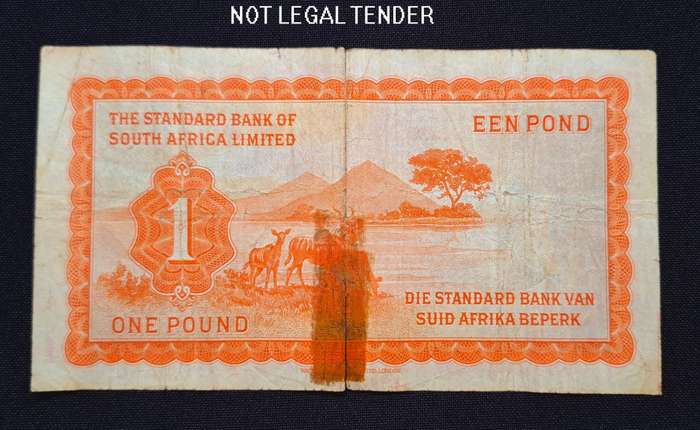 NOT LEGAL TENDER
THE STANDARD BANK OF
SOUTH AFRICA LIMITED
EEN POND
1
DIE STANDARD BANK VAN
SUID AFRIKA BEPERK
ONE POUND